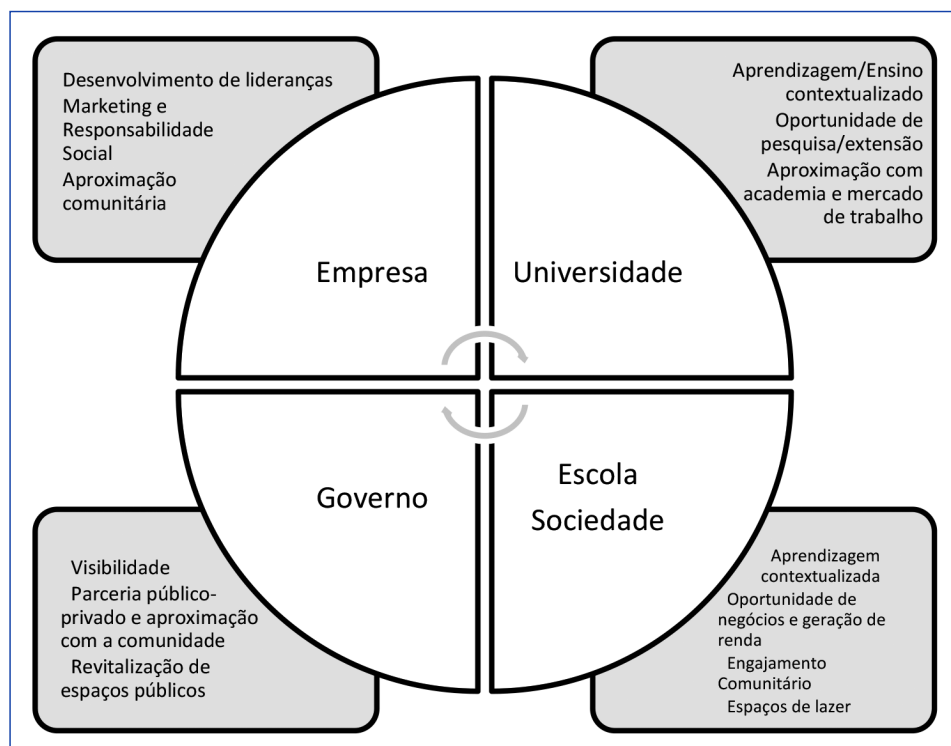 Desenvolvimento de lideranças
Marketing e
Responsabilidade
Social
Aproximação
comunitária
Aprendizagem/Ensino
contextualizado
Oportunidade de
pesquisa/extensão
Aproximação com
academia e mercado
de trabalho
Empresa
Universidade
Governo
Escola
Sociedade
Visibilidade
Parceria público-
privado e aproximação
com a comunidade
Revitalização de
espaços públicos
Aprendizagem
contextualizada
Oportunidade de
negócios e geração de
renda
Engajamento
Comunitário
Espaços de lazer